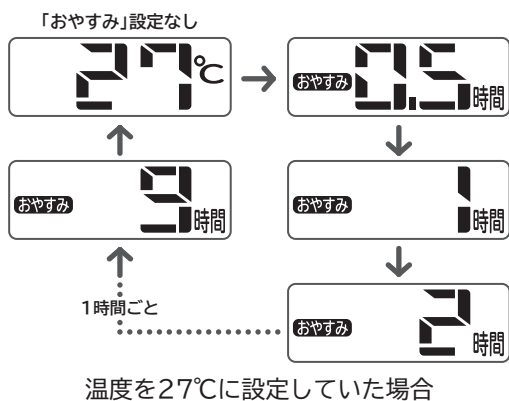 「おやすみ」設定なし
27℃
おやすみ 0.5時間
おやすみ 9時間
おやすみ 1時間
1時間ごと
おやすみ 2時間
温度を27℃に設定していた場合